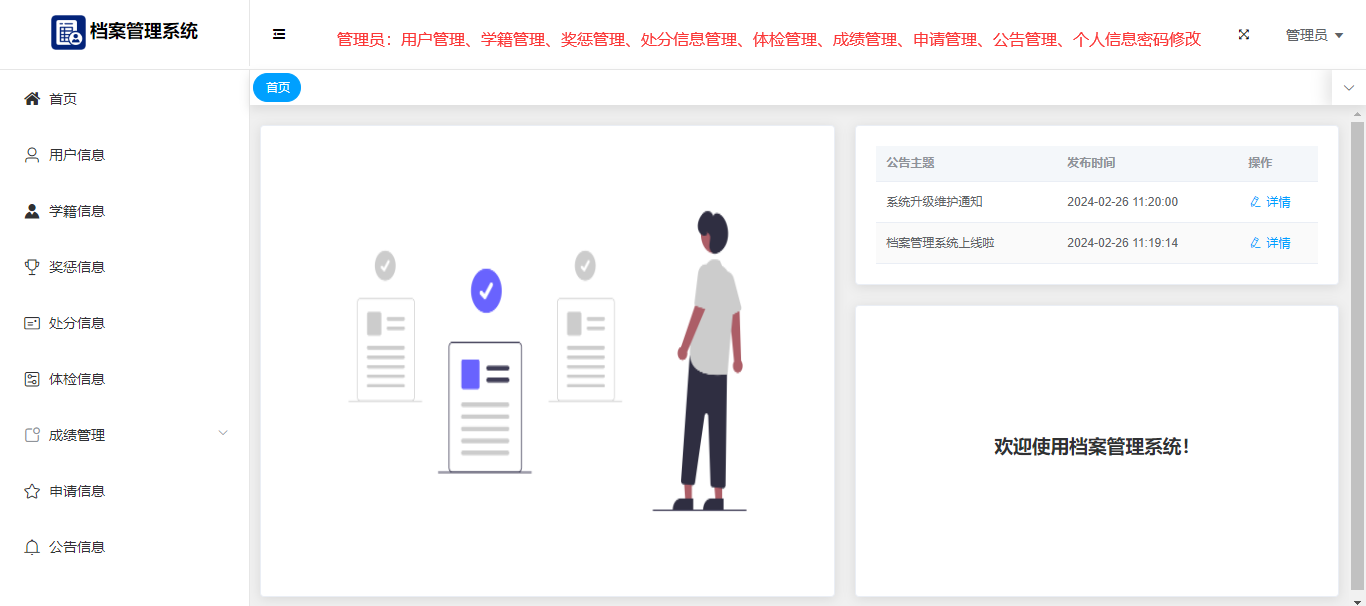 档案管理系统
管理员：用户管理、学籍管理、奖惩管理、处分信息管理、体检管理、成绩管理、申请管理、公告管理、个人信息密码修改
管理员
首页
用户信息
学籍信息
奖惩信息
处分信息
体检信息
成绩管理
申请信息
公告信息
首页
公告主题 发布时间 操作
系统升级维护通知 2024-02-26 11:20:00 详情
档案管理系统上线啦 2024-02-26 11:19:14 详情
欢迎使用档案管理系统！